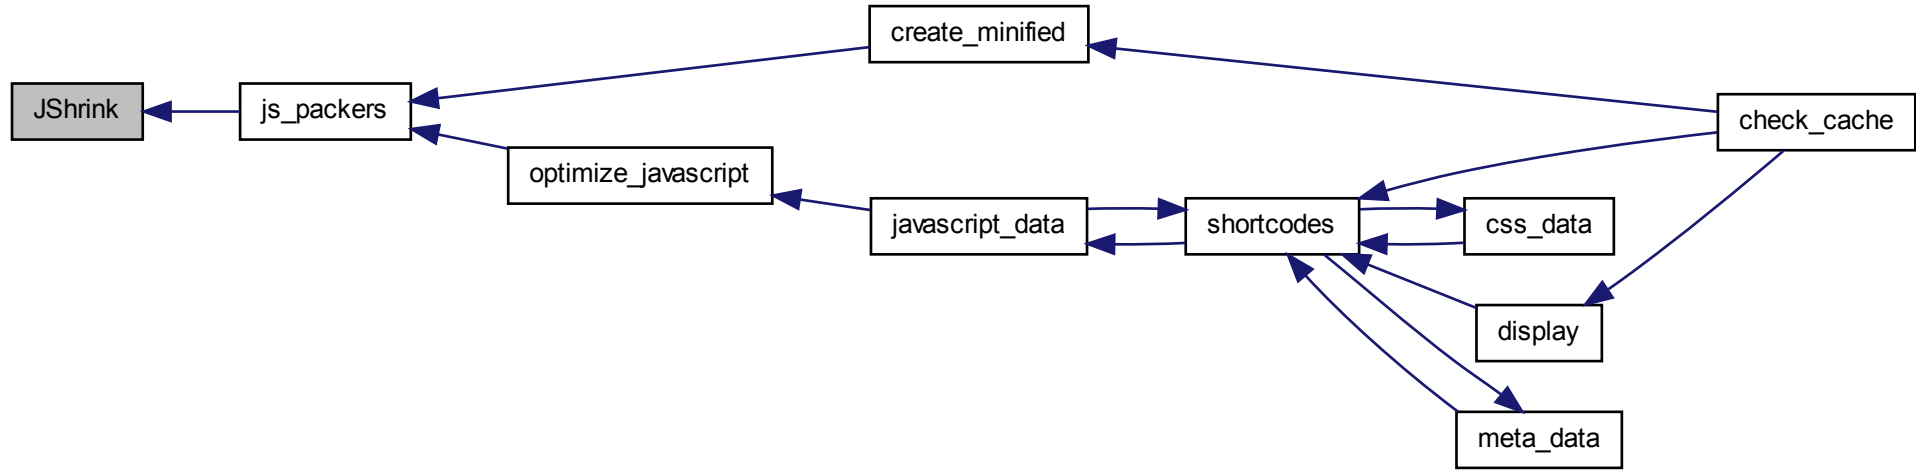 create_minified
JShrink
js_packers
check_cache
optimize_javascript
javascript_data
shortcodes
css_data
display
meta_data